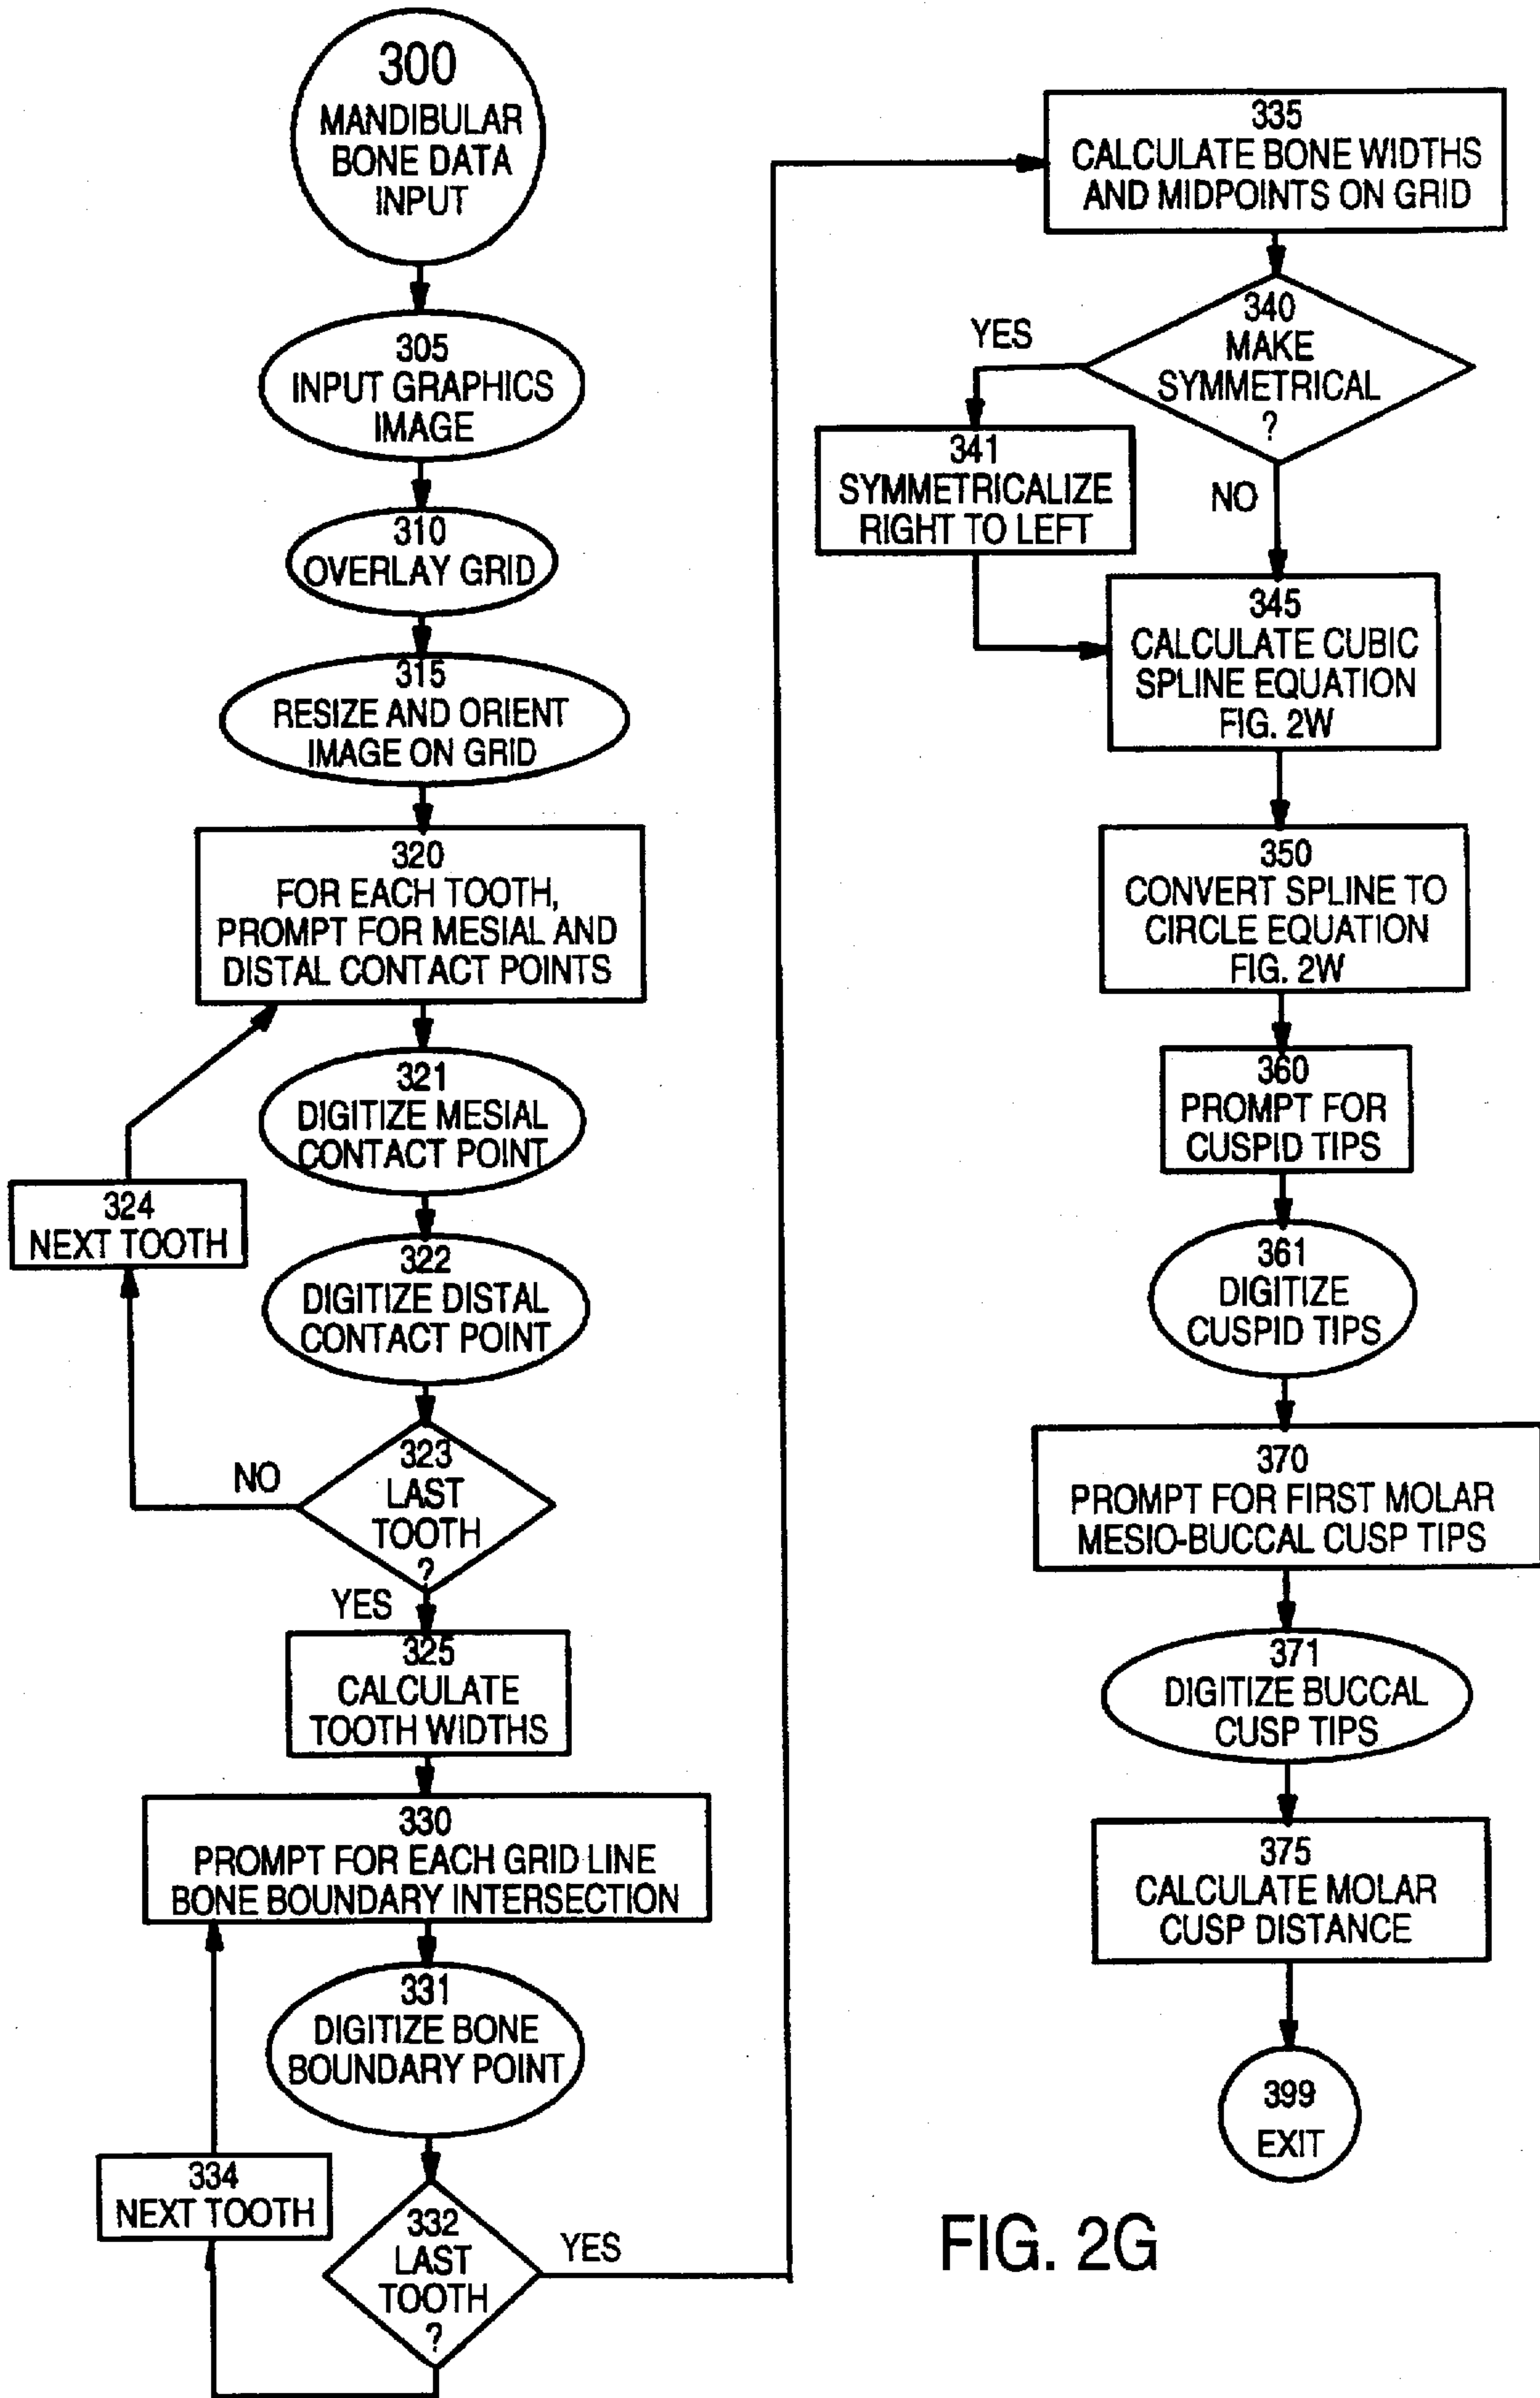 300
MANDIBULAR
BONE DATA
INPUT
305
INPUT GRAPHICS
IMAGE
310
OVERLAY GRID
315
RESIZE AND ORIENT
IMAGE ON GRID
320
FOR EACH TOOTH,
PROMPT FOR MESIAL AND
DISTAL CONTACT POINTS
321
DIGITIZE MESIAL
CONTACT POINT
324
NEXT TOOTH
322
DIGITIZE DISTAL
CONTACT POINT
NO
323
LAST
TOOTH
?
YES
325
CALCULATE
TOOTH WIDTHS
330
PROMPT FOR EACH GRID LINE
BONE BOUNDARY INTERSECTION
331
DIGITIZE BONE
BOUNDARY POINT
334
NEXT TOOTH
332
LAST
TOOTH
?
YES
335
CALCULATE BONE WIDTHS
AND MIDPOINTS ON GRID
340
MAKE
SYMMETRICAL
?
YES
341
SYMMETRICALIZE
RIGHT TO LEFT
NO
345
CALCULATE CUBIC
SPLINE EQUATION
FIG. 2W
350
CONVERT SPLINE TO
CIRCLE EQUATION
FIG. 2W
360
PROMPT FOR
CUSPID TIPS
361
DIGITIZE
CUSPID TIPS
370
PROMPT FOR FIRST MOLAR
MESIO-BUCCAL CUSP TIPS
371
DIGITIZE BUCCAL
CUSP TIPS
375
CALCULATE MOLAR
CUSP DISTANCE
399
EXIT
FIG. 2G